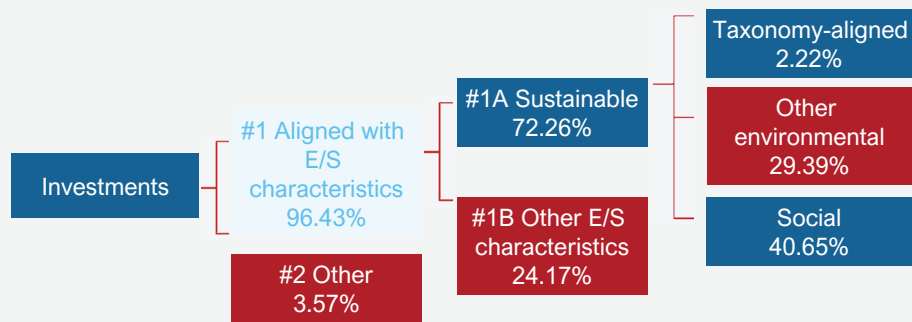 Investments
#1 Aligned with
E/S
characteristics
96.43%
#2 Other
3.57%
#1A Sustainable
72.26%
#1B Other E/S
characteristics
24.17%
Taxonomy-aligned
2.22%
Other
environmental
29.39%
Social
40.65%